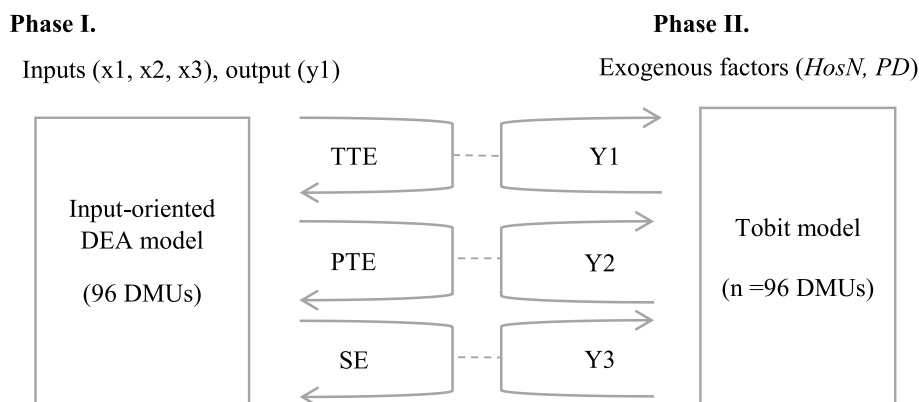 Phase I.
Phase II.
Inputs (x1, x2, x3), output (y1)
Exogenous factors (HosN, PD)
Input-oriented
DEA model
(96 DMUs)
TTE
PTE
SE
Y1
Y2
Y3
Tobit model
(n =96 DMUs)